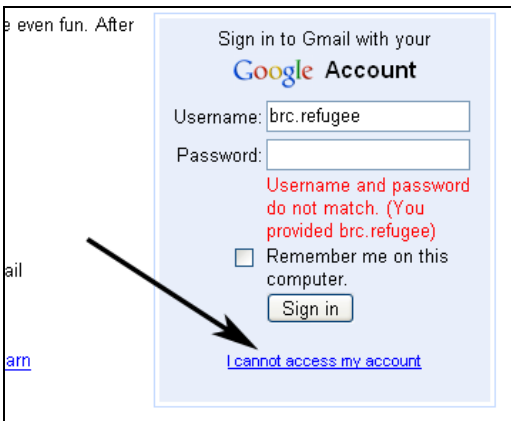 e even fun. After
Sign in to Gmail with your
Google Account
Username: brc.refugee
Password:
Username and password
do not match. (You
provided brc.refugee)
Remember me on this
computer.
ail
Sign in
arn
I cannot access my account